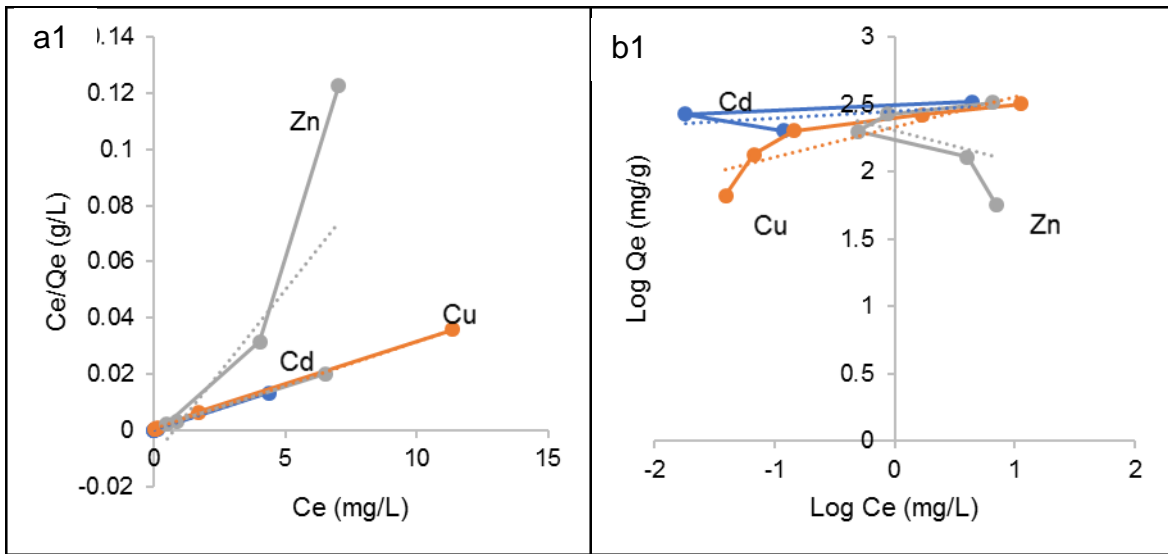 a1
0.14
0.12
0.1
0.08
0.06
0.04
0.02
0
-0.02
0
5
10
15
Ce/Qe (g/L)
Ce (mg/L)
Zn
Cu
Cd
b1
3
2.5
2
1.5
1
0.5
0
-2
-1
0
1
2
Log Qe (mg/g)
Log Ce (mg/L)
Cd
Cu
Zn